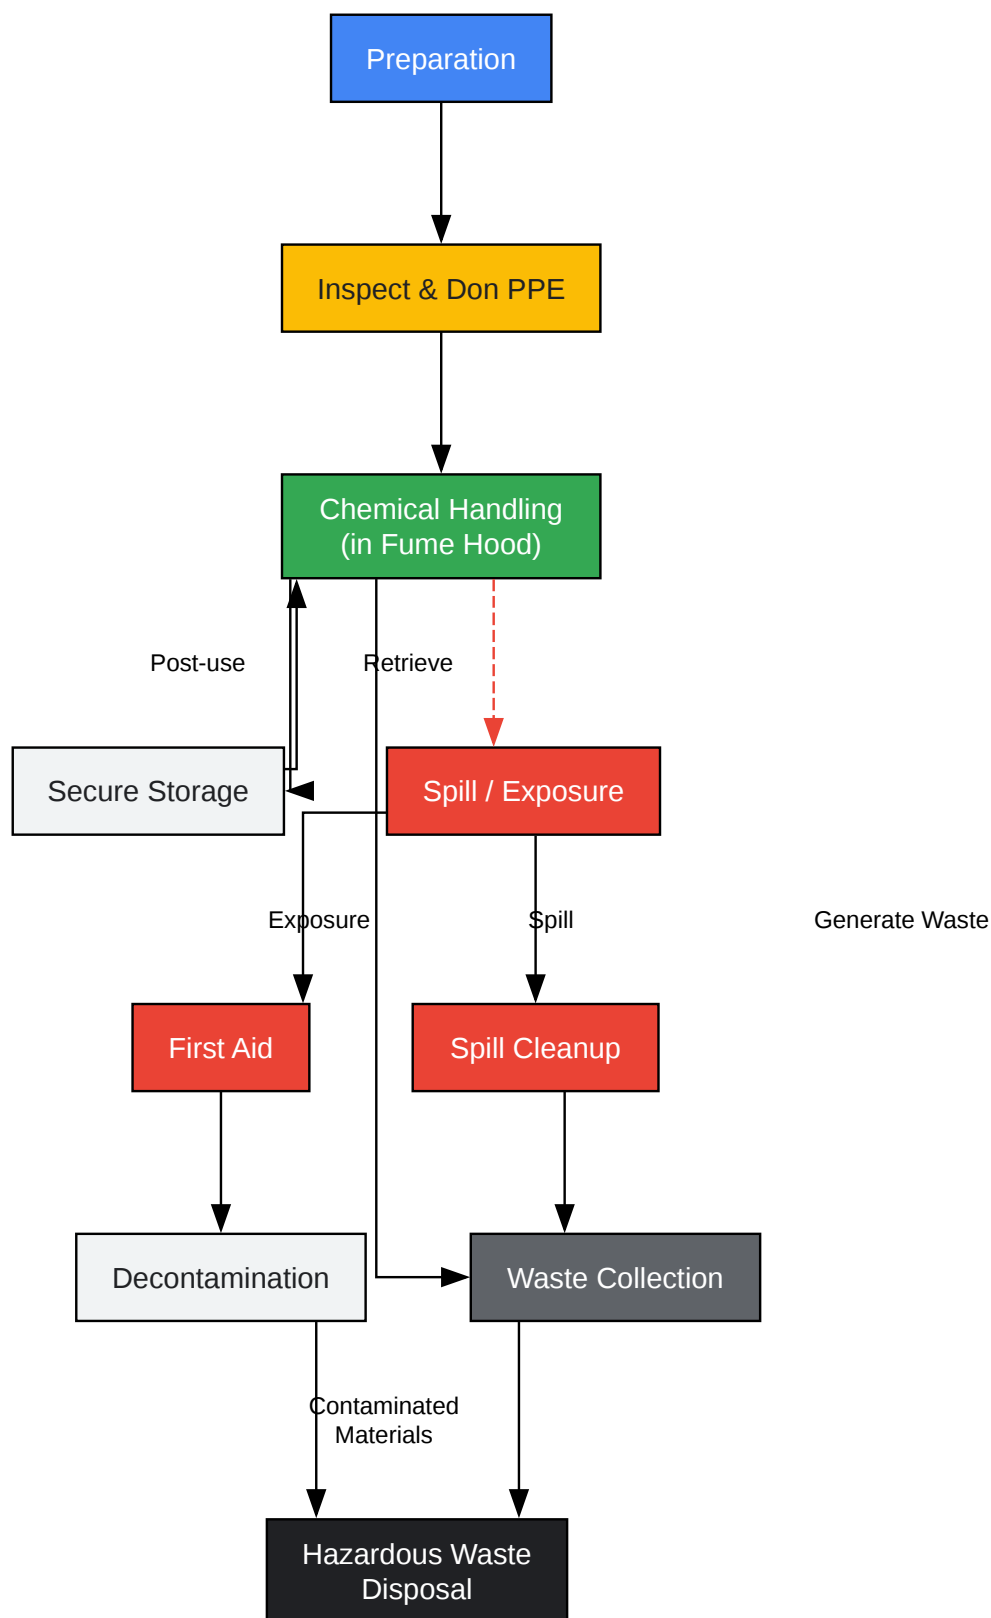 Preparation
Inspect & Don PPE
Chemical Handling
(in Fume Hood)
Post-use
Retrieve
Secure Storage
Spill / Exposure
Exposure
Spill
Generate Waste
First Aid
Spill Cleanup
Decontamination
Waste Collection
Contaminated
Materials
Hazardous Waste
Disposal